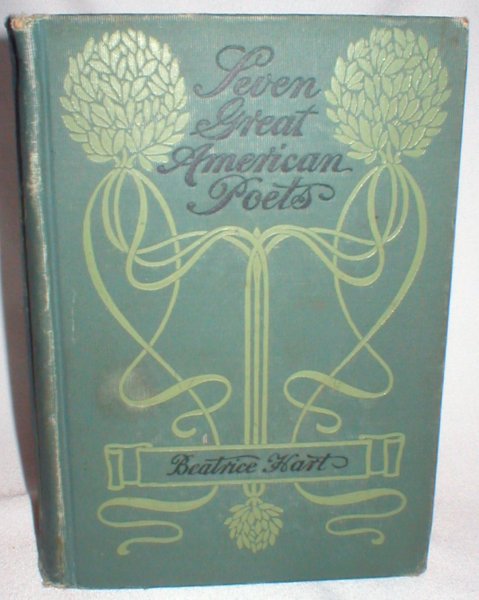 Seven
Great
American
Poets
Beatrice Hart